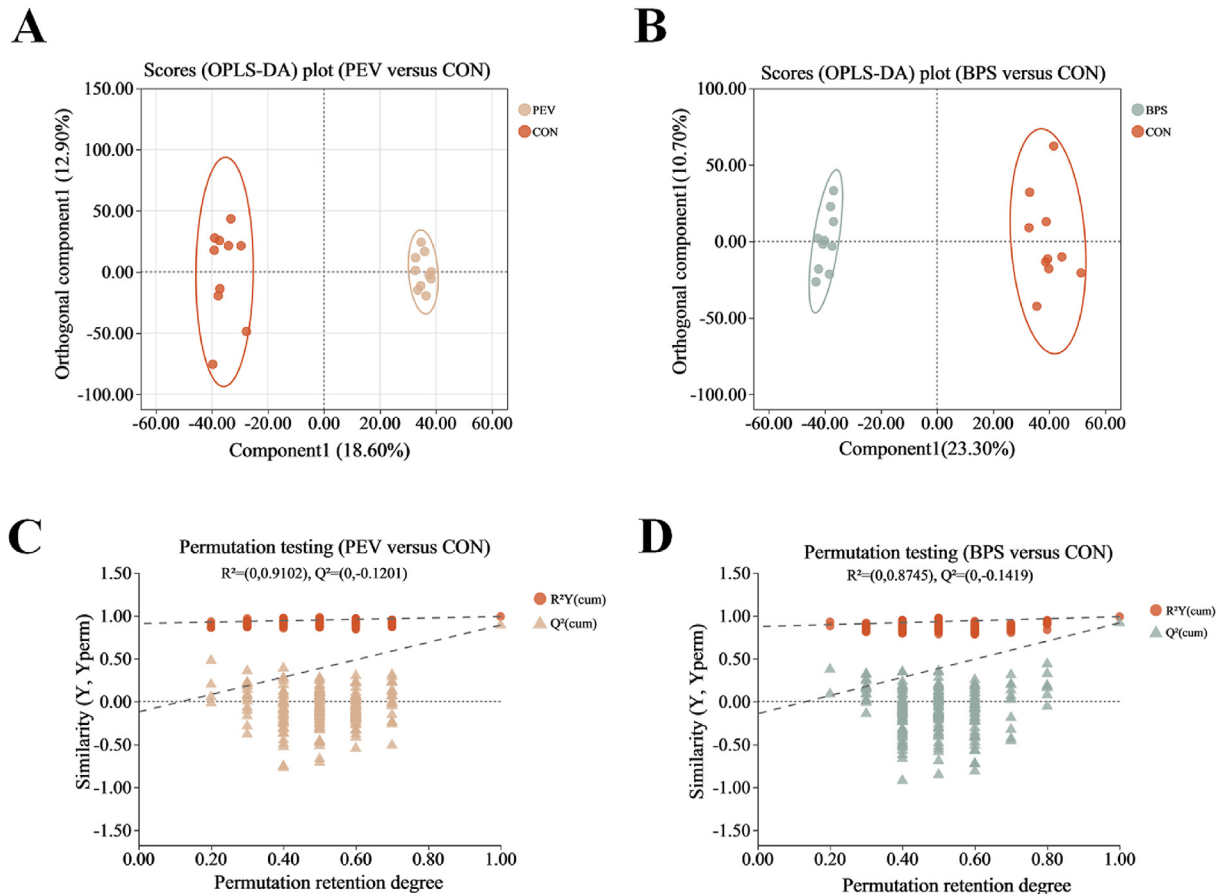 A
Scores (OPLS-DA) plot (PEV versus CON)
150.00
100.00
50.00
0.00
-50.00
-100.00
Orthogonal component1 (12.90%)
-60.00 -40.00 -20.00 0.00 20.00 40.00 60.00
Component1 (18.60%)
PEV
CON
B
Scores (OPLS-DA) plot (BPS versus CON)
100.00
50.00
0.00
-50.00
-100.00
Orthogonal component1(10.70%)
-60.00 -40.00 -20.00 0.00 20.00 40.00 60.00
Component1(23.30%)
BPS
CON
C
Permutation testing (PEV versus CON)
R²=(0,0.9102), Q²=(0,-0.1201)
1.50
1.00
0.50
0.00
-0.50
-1.00
-1.50
Similarity (Y, Yperm)
0.00 0.20 0.40 0.60 0.80 1.00
Permutation retention degree
R²Y(cum)
Q²(cum)
D
Permutation testing (BPS versus CON)
R²=(0,0.8745), Q²=(0,-0.1419)
1.50
1.00
0.50
0.00
-0.50
-1.00
-1.50
Similarity (Y, Yperm)
0.00 0.20 0.40 0.60 0.80 1.00
Permutation retention degree
R²Y(cum)
Q²(cum)